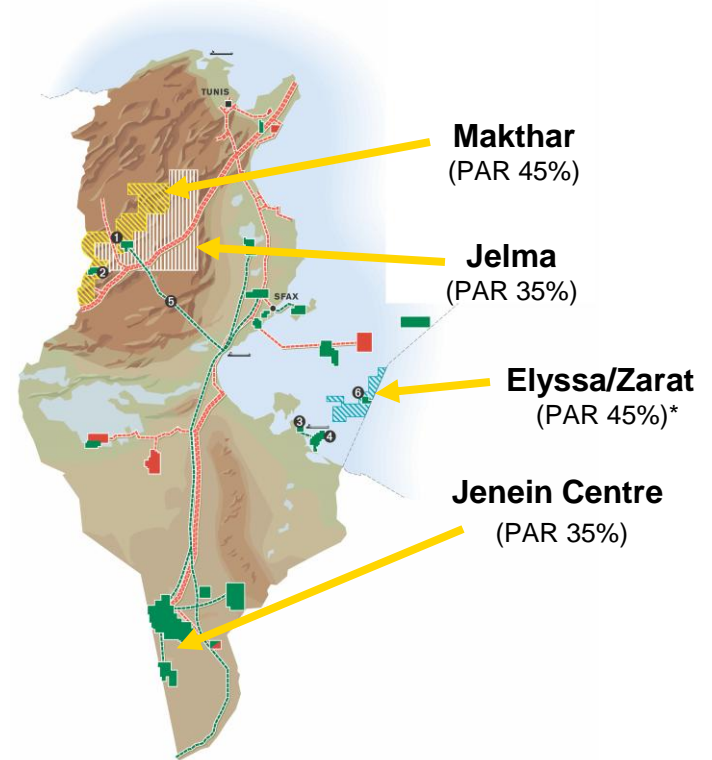 TUNIS
Makthar
(PAR 45%)
1
2
Jelma
(PAR 35%)
5
SFAX
Elyssa/Zarat
(PAR 45%)*
6
3
4
Jenein Centre
(PAR 35%)